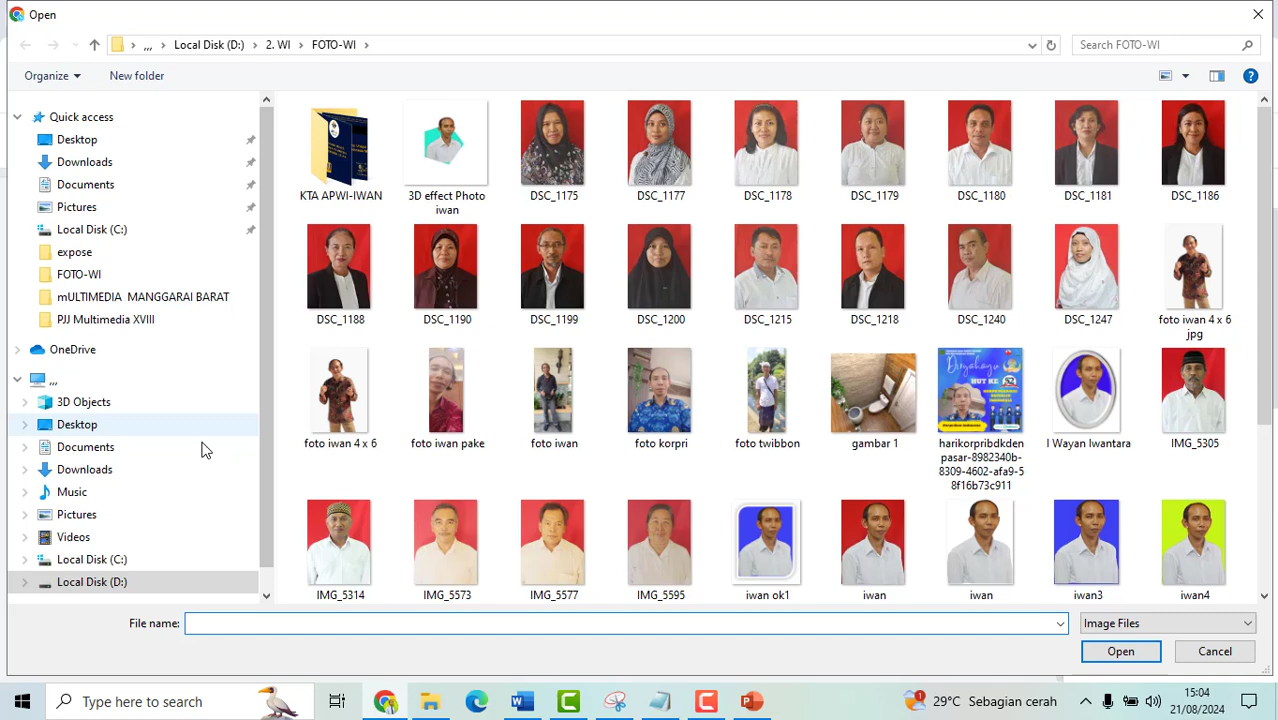 Open
,,, Local Disk (D:) 2. WI FOTO-WI
Search FOTO-WI
Organize New folder
Quick access
Desktop
Downloads
Documents
Pictures
Local Disk (C:)
expose
FOTO-WI
mULTIMEDIA MANGGARAI BARAT
PJJ Multimedia XVIII
OneDrive
,,,
3D Objects
Desktop
Documents
Downloads
Music
Pictures
Videos
Local Disk (C:)
Local Disk (D:)
KTA APWI-IWAN
3D effect Photo
iwan
DSC_1175
DSC_1177
DSC_1178
DSC_1179
DSC_1180
DSC_1181
DSC_1186
DSC_1188
DSC_1190
DSC_1199
DSC_1200
DSC_1215
DSC_1218
DSC_1240
DSC_1247
foto iwan 4 x 6
jpg
foto iwan 4 x 6
foto iwan pake
foto iwan
foto korpri
foto twibbon
gambar 1
HUT KE
harikorpribdkden
pasar-8982340b-
8309-4602-afa9-5
8f16b73c911
I Wayan Iwantara
IMG_5305
IMG_5314
IMG_5573
IMG_5577
IMG_5595
iwan ok1
iwan
iwan
iwan3
iwan4
File name:
Image Files
Open Cancel
Type here to search
29°C Sebagian cerah
15:04
21/08/2024